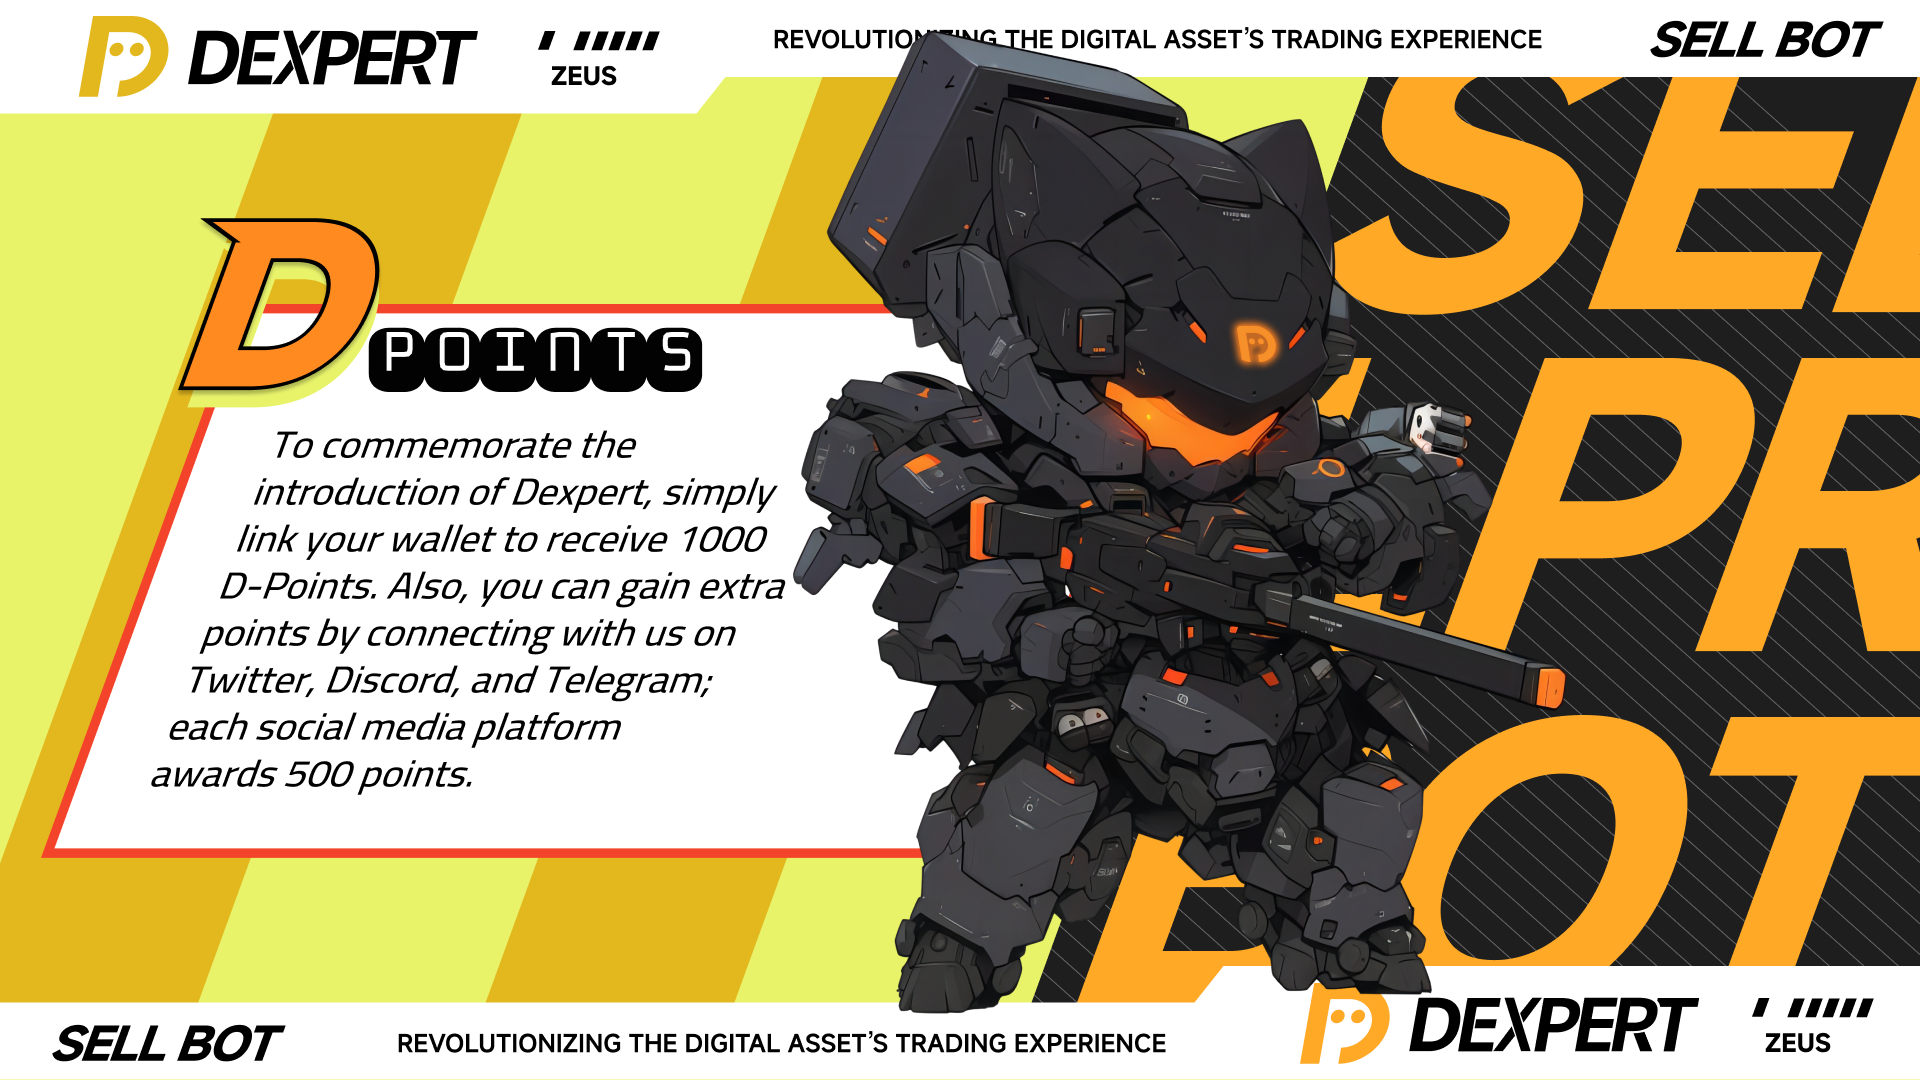 DEXPERT
ZEUS
REVOLUTIONIZING THE DIGITAL ASSET'S TRADING EXPERIENCE
SELL BOT
D POINTS
To commemorate the
introduction of Dexpert, simply
link your wallet to receive 1000
D-Points. Also, you can gain extra
points by connecting with us on
Twitter, Discord, and Telegram;
each social media platform
awards 500 points.
SEL
PR
OT
SELL BOT
REVOLUTIONIZING THE DIGITAL ASSET'S TRADING EXPERIENCE
DEXPERT
ZEUS